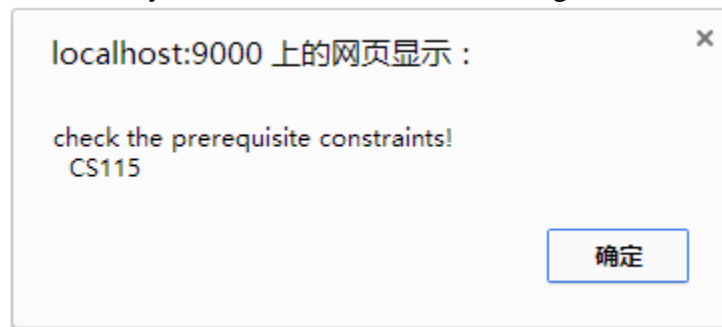 localhost:9000 上的网页显示：
check the prerequisite constraints!
CS115
确定